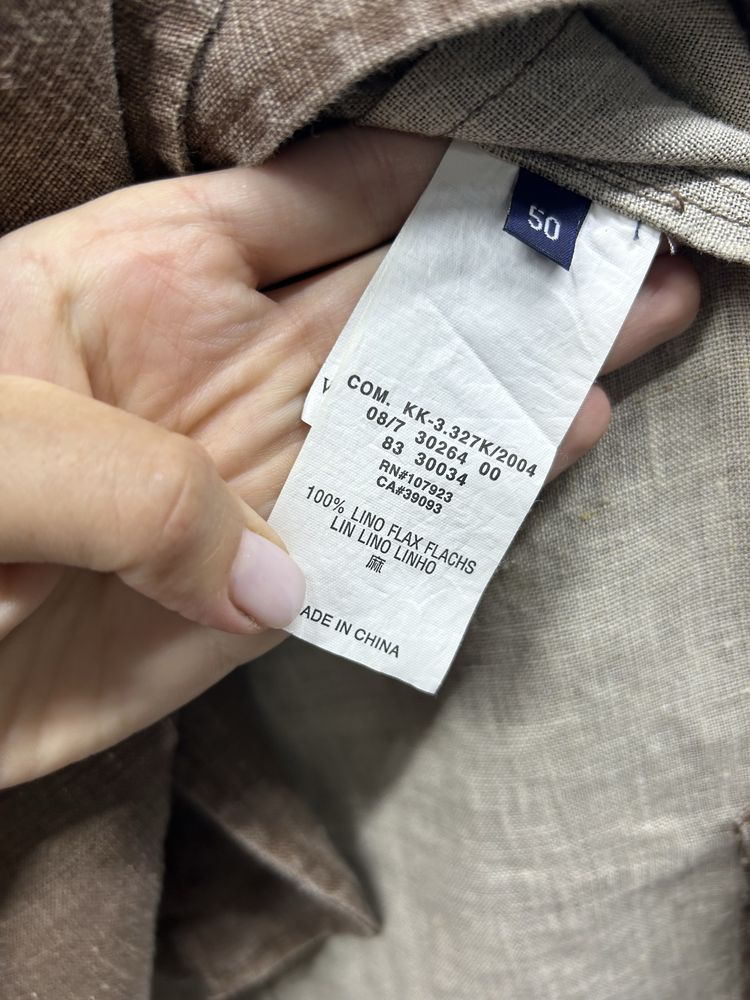 50
COM. KK-3.327K/2004
08/7 30264 00
83 30034
RN#107923
CA#39093
100% LINO FLAX FLACHS
LIN LINO LINHO
麻
ADE IN CHINA